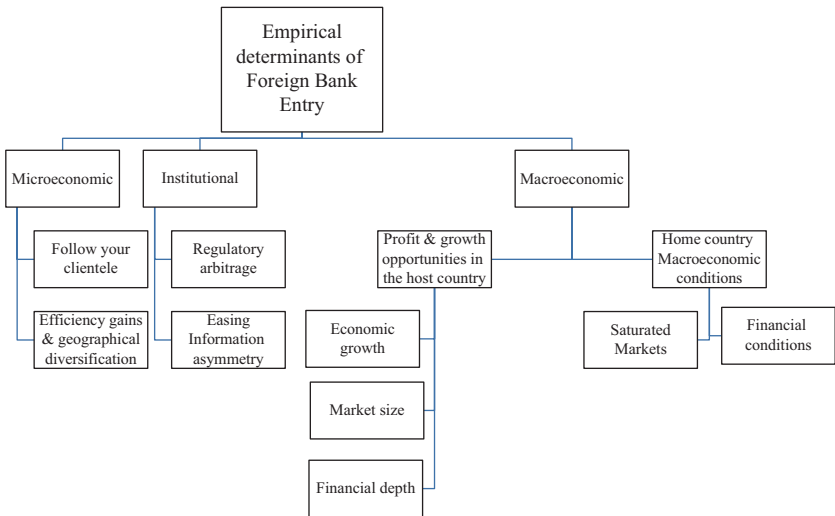 Empirical
determinants of
Foreign Bank
Entry
Microeconomic
Institutional
Macroeconomic
Follow your
clientele
Regulatory
arbitrage
Profit & growth
opportunities in
the host country
Home country
Macroeconomic
conditions
Efficiency gains
& geographical
diversification
Easing
Information
asymmetry
Economic
growth
Saturated
Markets
Financial
conditions
Market size
Financial depth